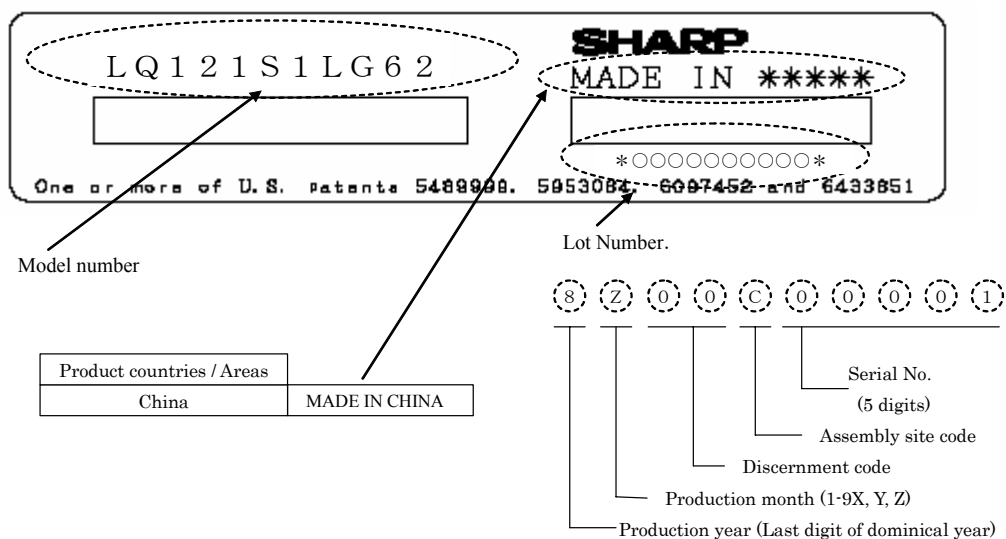 SHARP
LQ121S1LG62
MADE IN *****
*○○○○○○○○○○*
One or more of U.S. patents 5489999. 5953084. 6097452 and 6433851
Lot Number.
Model number
8 Z 0 0 C 0 0 0 0 1
Product countries / Areas
China MADE IN CHINA
Serial No.
(5 digits)
Assembly site code
Discernment code
Production month (1-9X, Y, Z)
Production year (Last digit of dominical year)